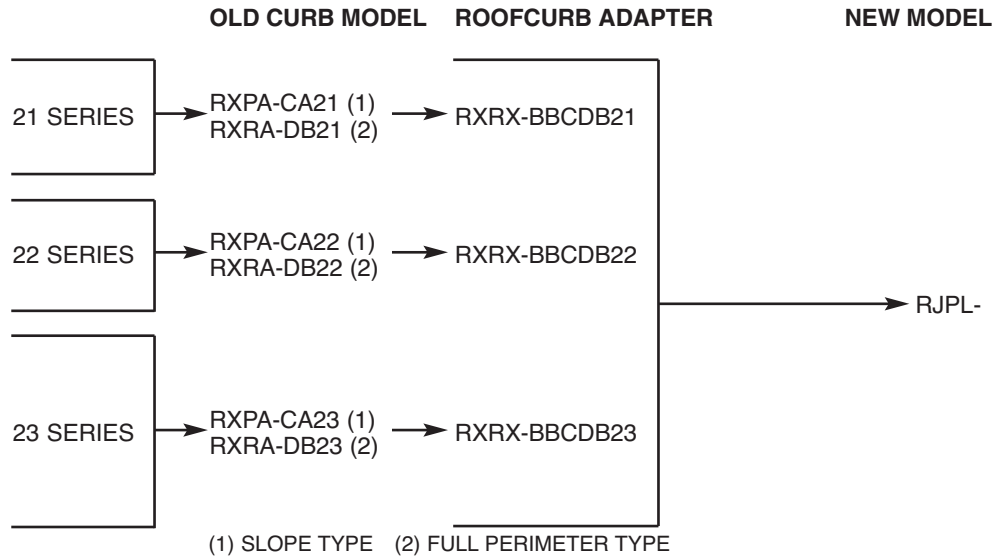 OLD CURB MODEL ROOFCURB ADAPTER NEW MODEL
21 SERIES
RXPA-CA21 (1)
RXRA-DB21 (2)
RXRX-BBCDB21
22 SERIES
RXPA-CA22 (1)
RXRA-DB22 (2)
RXRX-BBCDB22
RJPL-
23 SERIES
RXPA-CA23 (1)
RXRA-DB23 (2)
RXRX-BBCDB23
(1) SLOPE TYPE (2) FULL PERIMETER TYPE